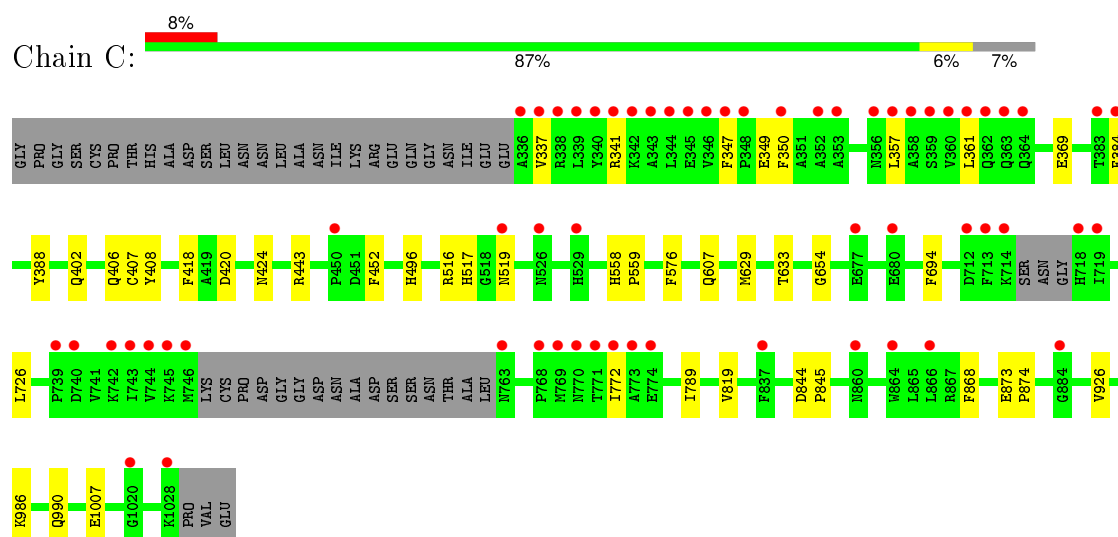 8%
Chain C:
87% 6% 7%
GLY PRO GLY SER CYS PRO THR HIS ALA ASP SER LEU ASN ASN LEU ALA ASN ILE LYS ARG GLU GLN GLY ASN ILE GLU GLU A336 V337 R338 L339 Y340 R341 K342 A343 L344 E345 V346 F347 P348 E349 F350 A351 A352 A353 N356 L357 A358 S359 V360 L361 Q362 Q363 Q364 E369 T383 E384
Y388 Q402 Q406 C407 Y408 F418 A419 D420 N424 R443 P450 D451 F452 H496 R516 H517 G518 N519 N526 H529 H558 P559 F576 Q607 M629 T633 G654 E677 E680 F694 D712 F713 K714 SER ASN GLY H718 I719
L726 P739 D740 V741 K742 I743 V744 K745 M746 LYS CYS PRO ASP GLY GLY ASP ASN ALA ASP SER SER ASN THR ALA LEU N763 P768 M769 N770 T771 I772 A773 E774 I789 V819 F837 D844 P845 N860 W864 L865 L866 R867 F868 E873 P874 G884 V926
K986 Q990 E1007 G1020 K1028 PRO VAL GLU